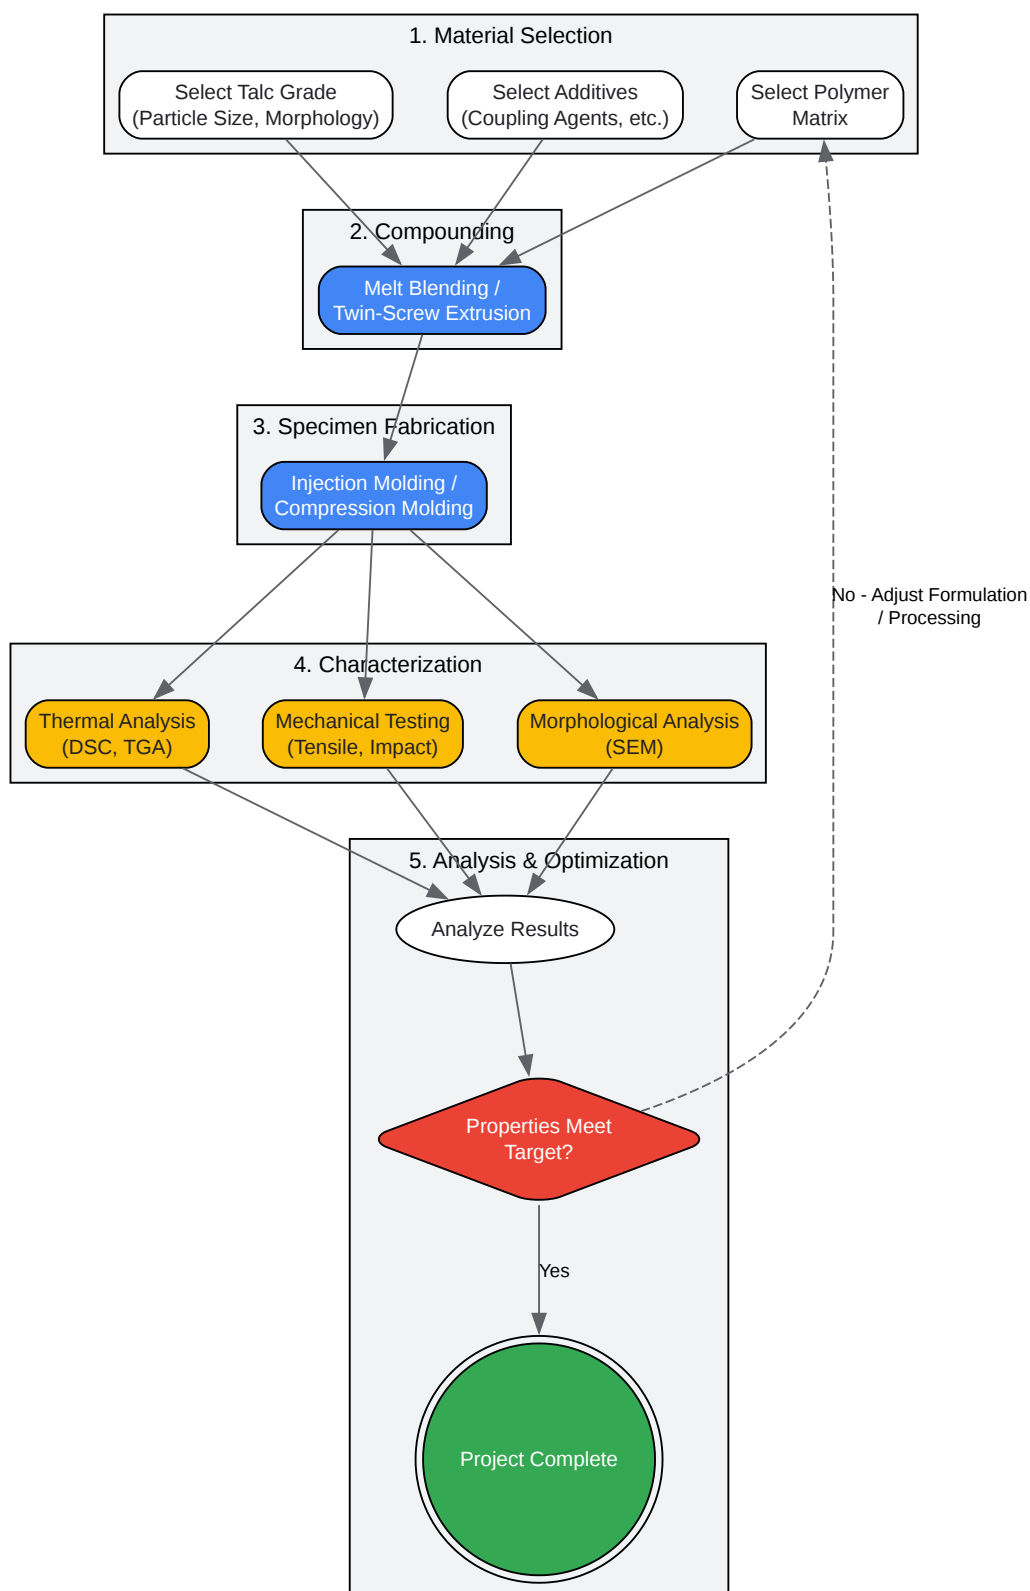 1. Material Selection
Select Talc Grade
(Particle Size, Morphology)
Select Additives
(Coupling Agents, etc.)
Select Polymer
Matrix
2. Compounding
Melt Blending /
Twin-Screw Extrusion
3. Specimen Fabrication
Injection Molding /
Compression Molding
No - Adjust Formulation
/ Processing
4. Characterization
Thermal Analysis
(DSC, TGA)
Mechanical Testing
(Tensile, Impact)
Morphological Analysis
(SEM)
5. Analysis & Optimization
Analyze Results
Properties Meet
Target?
Yes
Project Complete